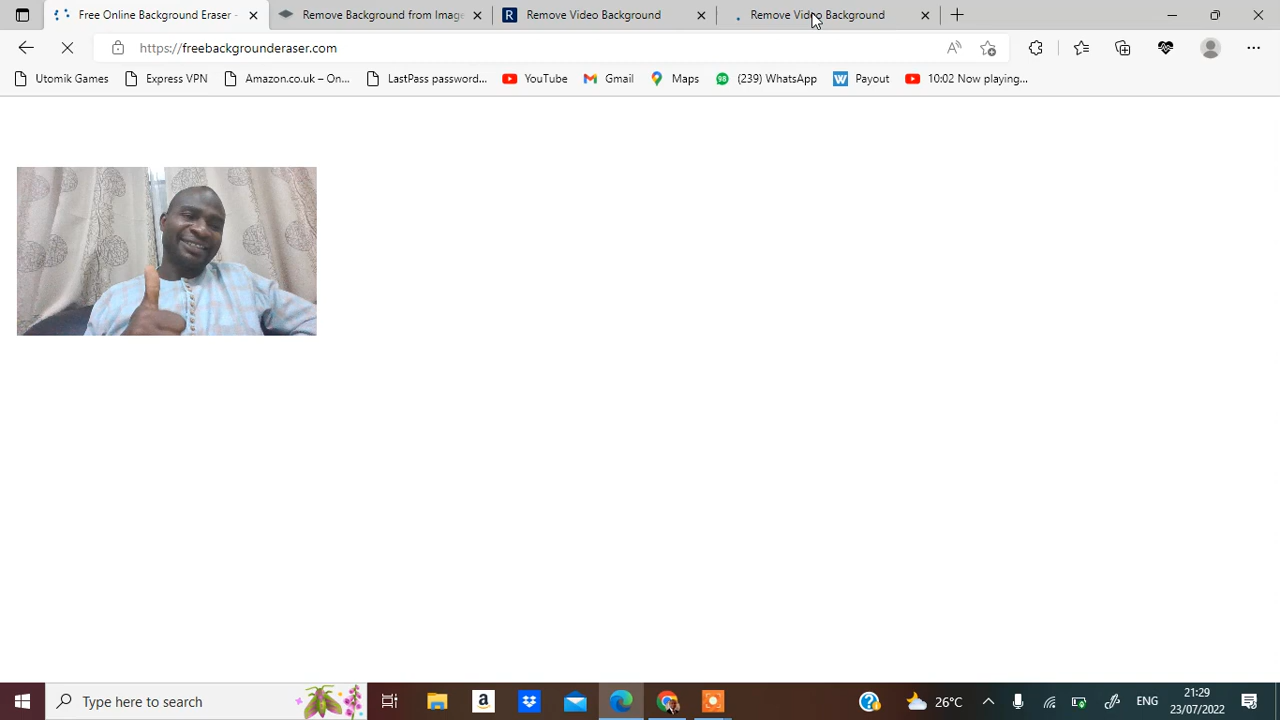 Free Online Background Eraser -
Remove Background from Imag
R Remove Video Background
Remove Video Background
https://freebackgrounderaser.com
Utomik Games
Express VPN
Amazon.co.uk – On...
LastPass password...
YouTube
Gmail
Maps
98 (239) WhatsApp
W Payout
10:02 Now playing...
Type here to search
a
26°C
ENG
21:29
23/07/2022